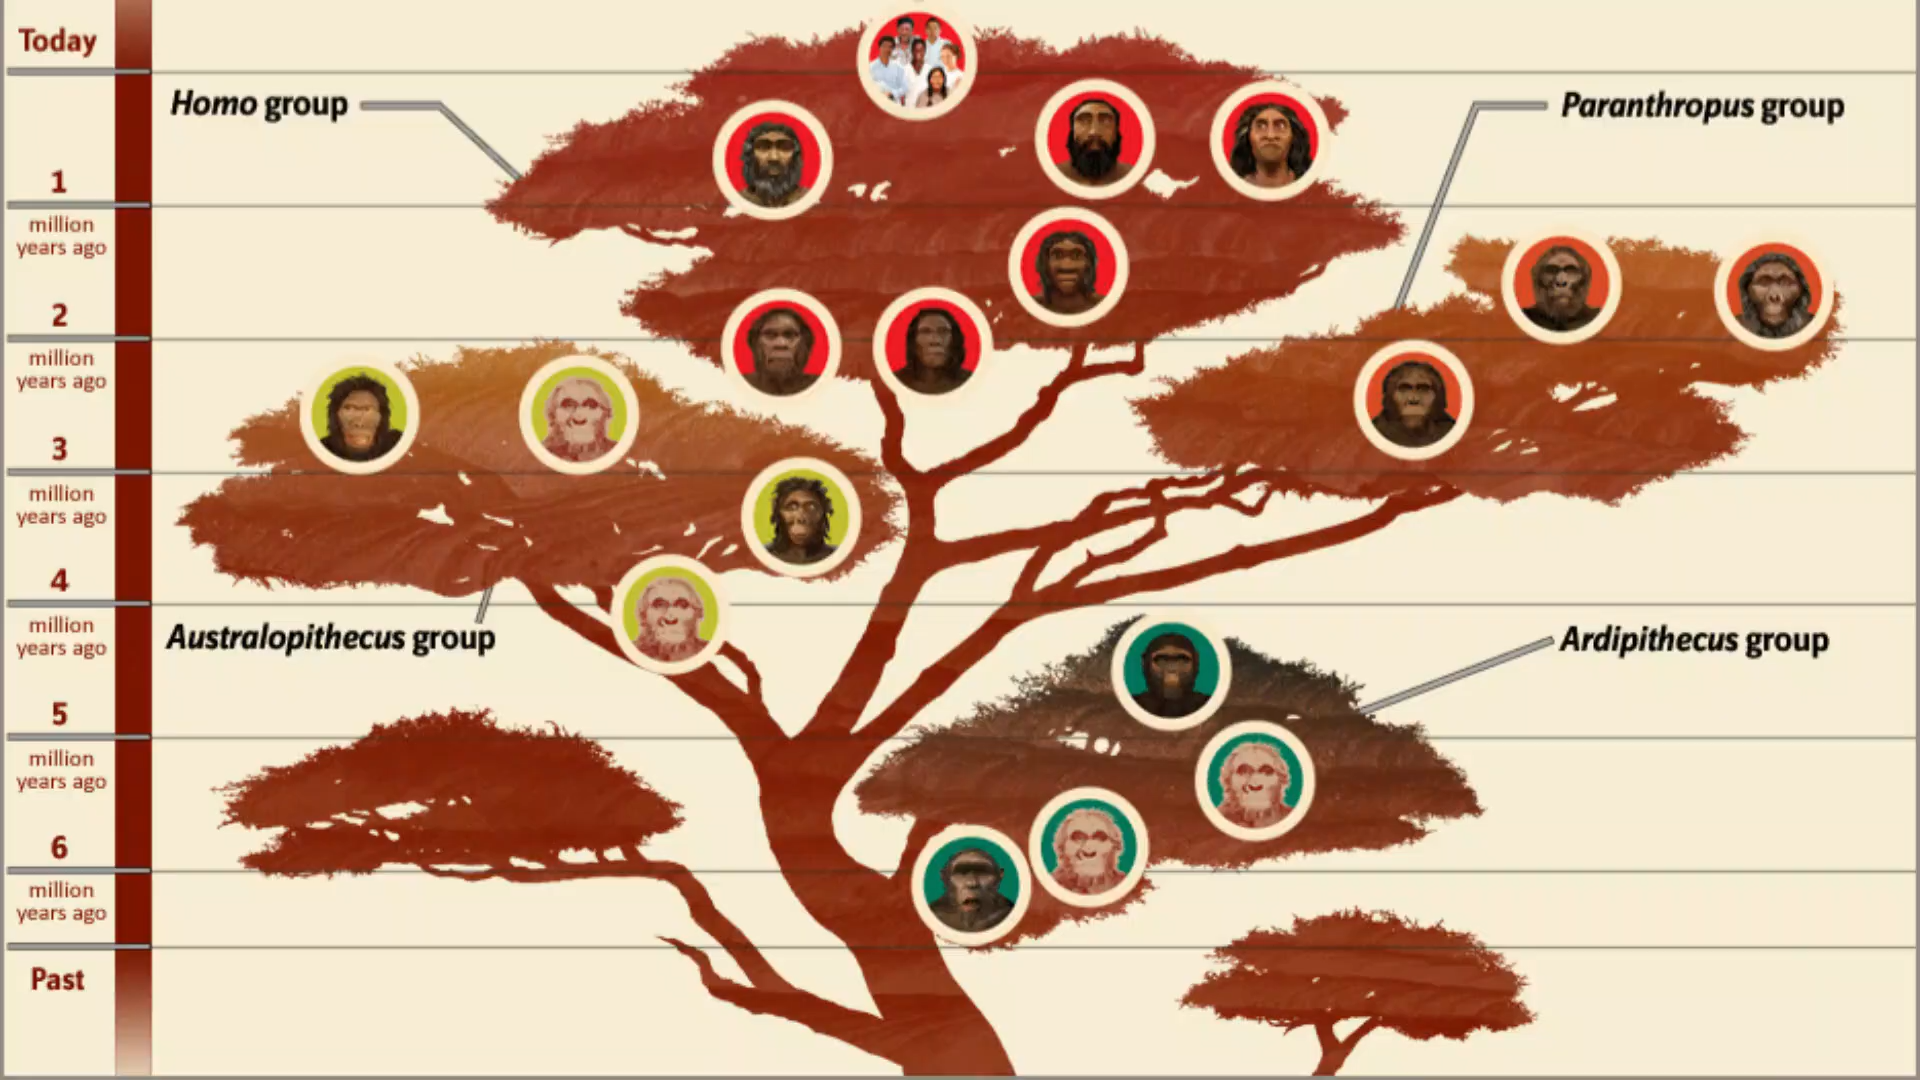 Today
Homo group
Paranthropus group
1
million
years ago
2
million
years ago
3
million
years ago
4
million
years ago
Australopithecus group
Ardipithecus group
5
million
years ago
6
million
years ago
Past